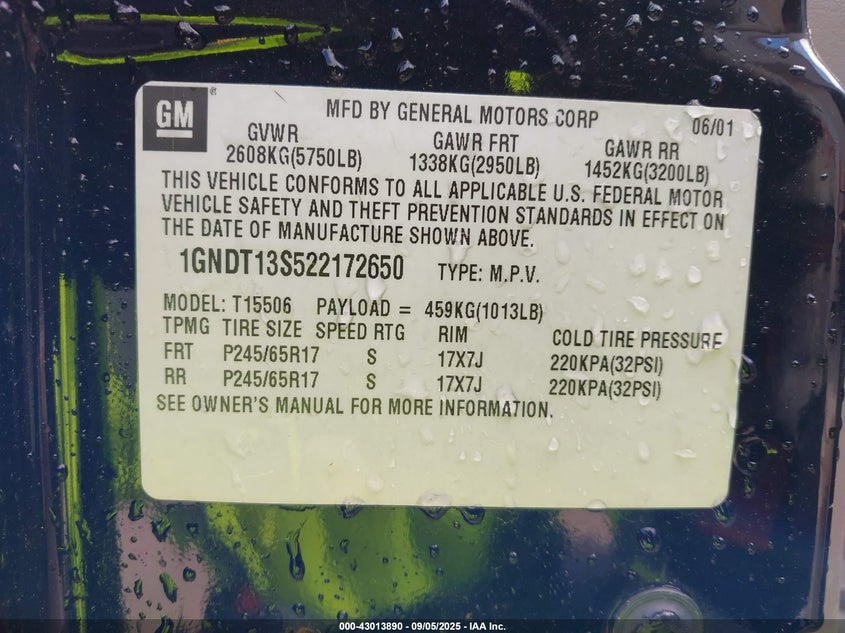 GM
MFD BY GENERAL MOTORS CORP 06/01
GVWR GAWR FRT GAWR RR
2608KG(5750LB) 1338KG(2950LB) 1452KG(3200LB)
THIS VEHICLE CONFORMS TO ALL APPLICABLE U.S. FEDERAL MOTOR
VEHICLE SAFETY AND THEFT PREVENTION STANDARDS IN EFFECT ON
THE DATE OF MANUFACTURE SHOWN ABOVE.
1GNDT13S522172650 TYPE: M.P.V.
MODEL: T15506 PAYLOAD = 459KG(1013LB)
TPMG TIRE SIZE SPEED RTG RIM COLD TIRE PRESSURE
FRT P245/65R17 S 17X7J 220KPA(32PSI)
RR P245/65R17 S 17X7J 220KPA(32PSI)
SEE OWNER'S MANUAL FOR MORE INFORMATION.
000-43013890 - 09/05/2025 - IAA Inc.